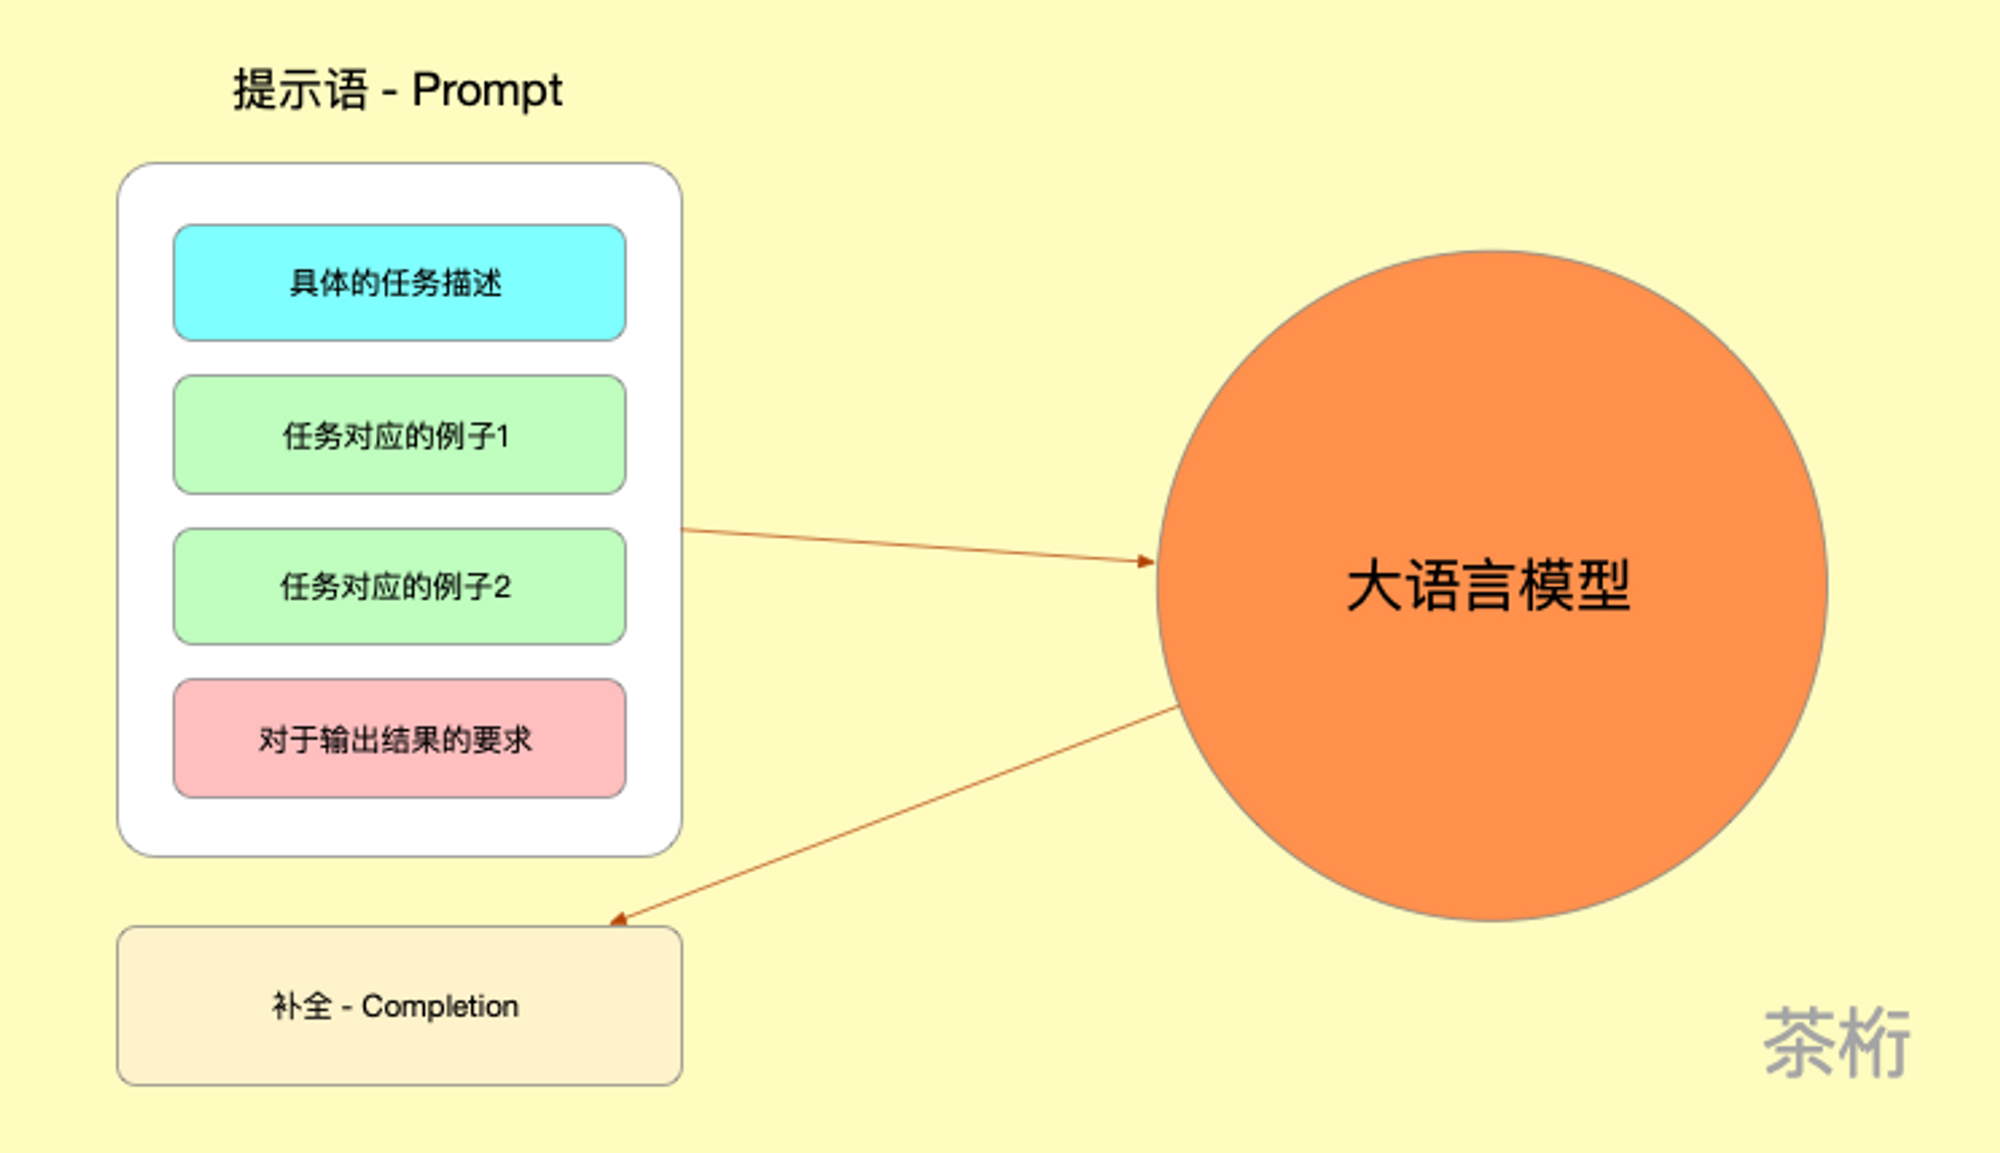 提示语 - Prompt
具体的任务描述
任务对应的例子1
任务对应的例子2
对于输出结果的要求
大语言模型
补全 - Completion
茶桁